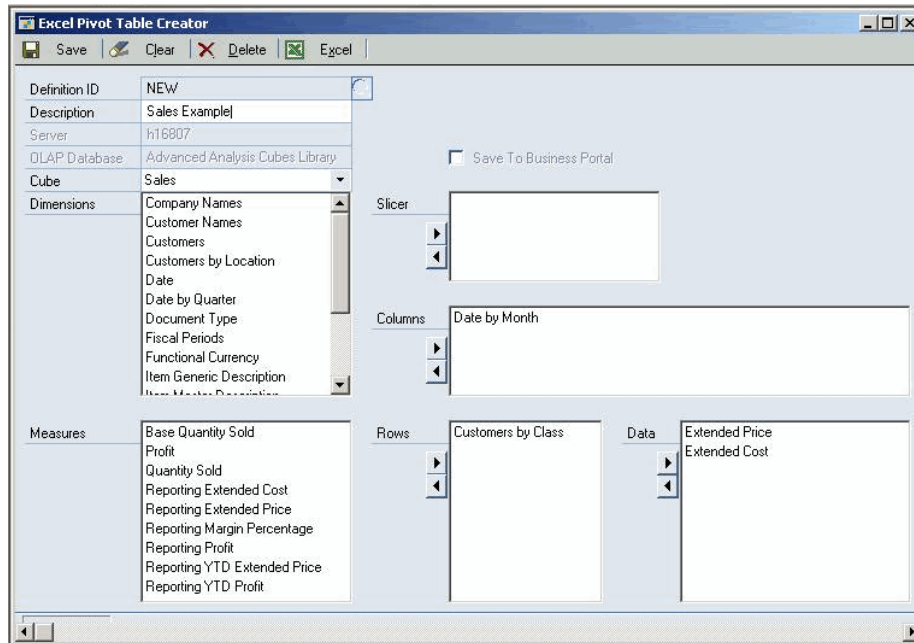 Excel Pivot Table Creator
Save Clear Delete Excel
Definition ID NEW
Description Sales Example
Server h16807
OLAP Database Advanced Analysis Cubes Library
Save To Business Portal
Cube Sales
Dimensions
Company Names
Customer Names
Customers
Customers by Location
Date
Date by Quarter
Document Type
Fiscal Periods
Functional Currency
Item Generic Description
Item Master Description
Slicer
Columns
Date by Month
Measures
Base Quantity Sold
Profit
Quantity Sold
Reporting Extended Cost
Reporting Extended Price
Reporting Margin Percentage
Reporting Profit
Reporting YTD Extended Price
Reporting YTD Profit
Rows
Customers by Class
Data
Extended Price
Extended Cost